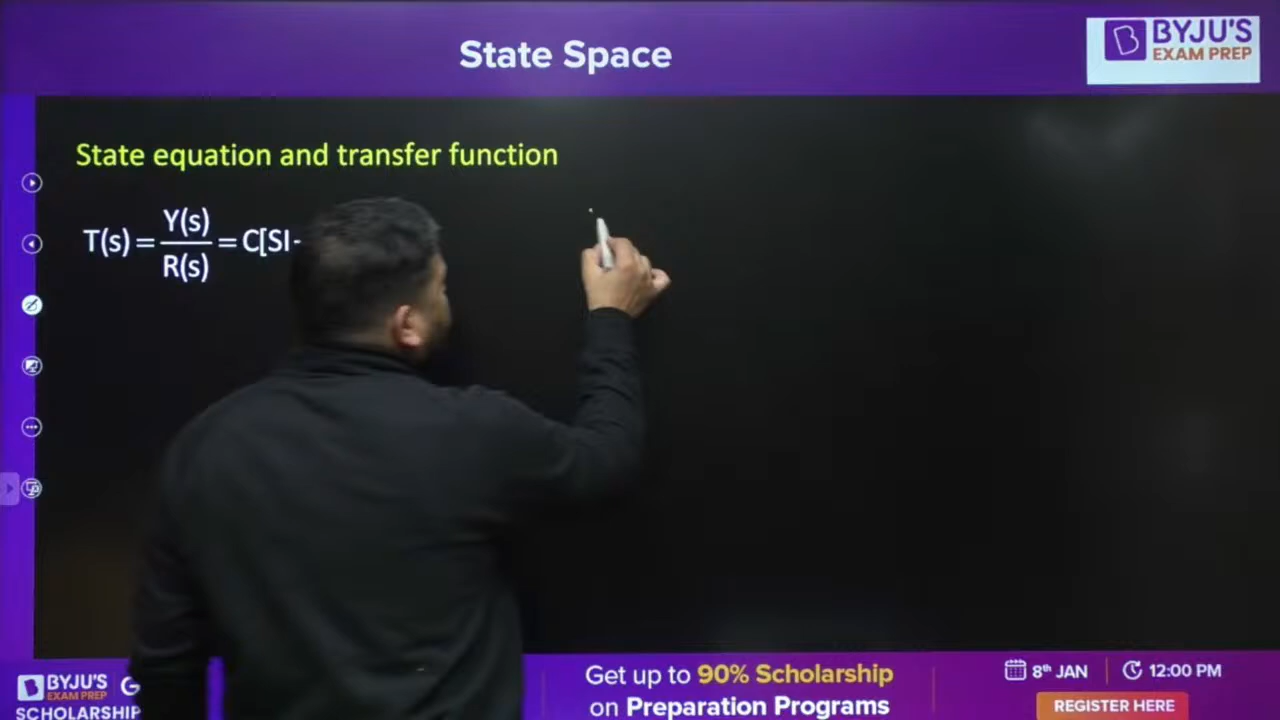 State Space
BYJU'S
EXAM PREP
State equation and transfer function
T(s) = Y(s)/R(s) = C[SI-
BYJU'S
EXAM PREP
G
SCHOLARSHIP
Get up to 90% Scholarship
on Preparation Programs
8th JAN
12:00 PM
REGISTER HERE